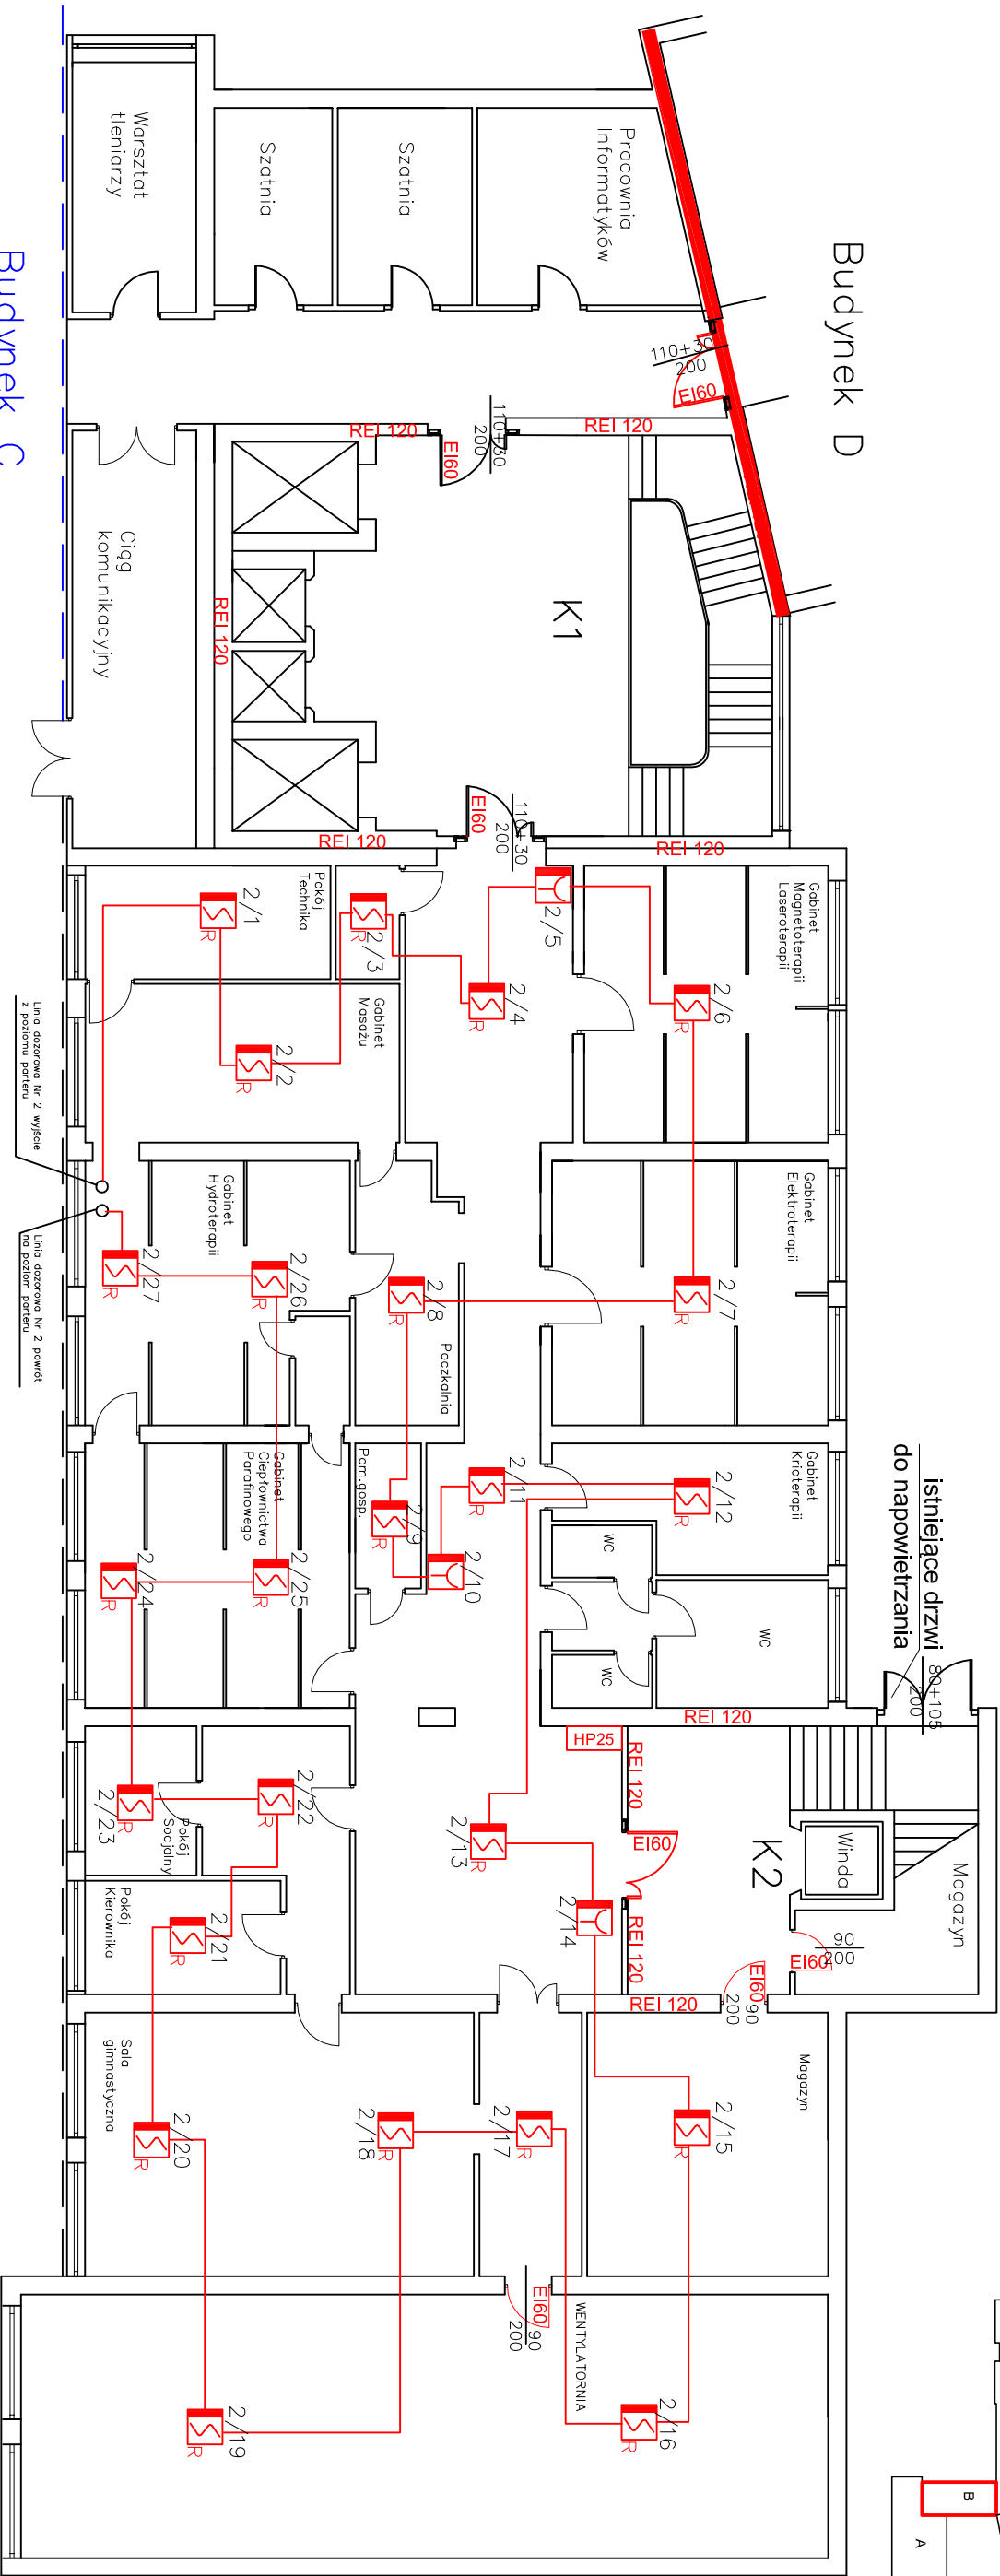 Budynek D
Budynek C
Warsztat
tleniarzy
Szatnia
Szatnia
Pracownia
Informatyków
110+30
200
EI60
REI 120
REI 120
110+30
200
EI60
K1
REI 120
Ciąg
komunikacyjny
110+30
200
EI60
REI 120
REI 120
Pokój
Technika
2/1
R
2/3
R
2/5
Gabinet
Magnetoterapii
Laseroterapii
2/6
R
2/4
R
Gabinet
Masażu
2/2
R
Linia dozorowa Nr 2 wyjście
z poziomu parteru
Linia dozorowa Nr 2 powrót
na poziom parteru
Gabinet
Hydroterapii
2/27
R
2/26
R
2/8
R
Poczkalnia
Gabinet
Elektroterapii
2/7
R
Gabinet
Ciepłownictwa
Parafinowego
2/24
R
2/25
R
Pom.gosp.
2/9
R
2/10
2/11
R
Gabinet
Krioterapii
2/12
R
WC
WC
WC
istniejące drzwi
do napowietrzania
80+105
200
REI 120
HP25
REI 120
EI60
REI 120
K2
Winda
Magazyn
90
200
EI60
EI60
90
200
REI 120
2/13
R
2/14
2/22
R
2/23
R
Pokój
Socjalny
Pokój
Kierownika
2/21
R
Sala
gimnastyczna
2/20
R
2/18
R
2/17
R
Magazyn
2/15
R
EI60
90
200
WENTYLATORNIA
2/16
R
2/19
R
B
A